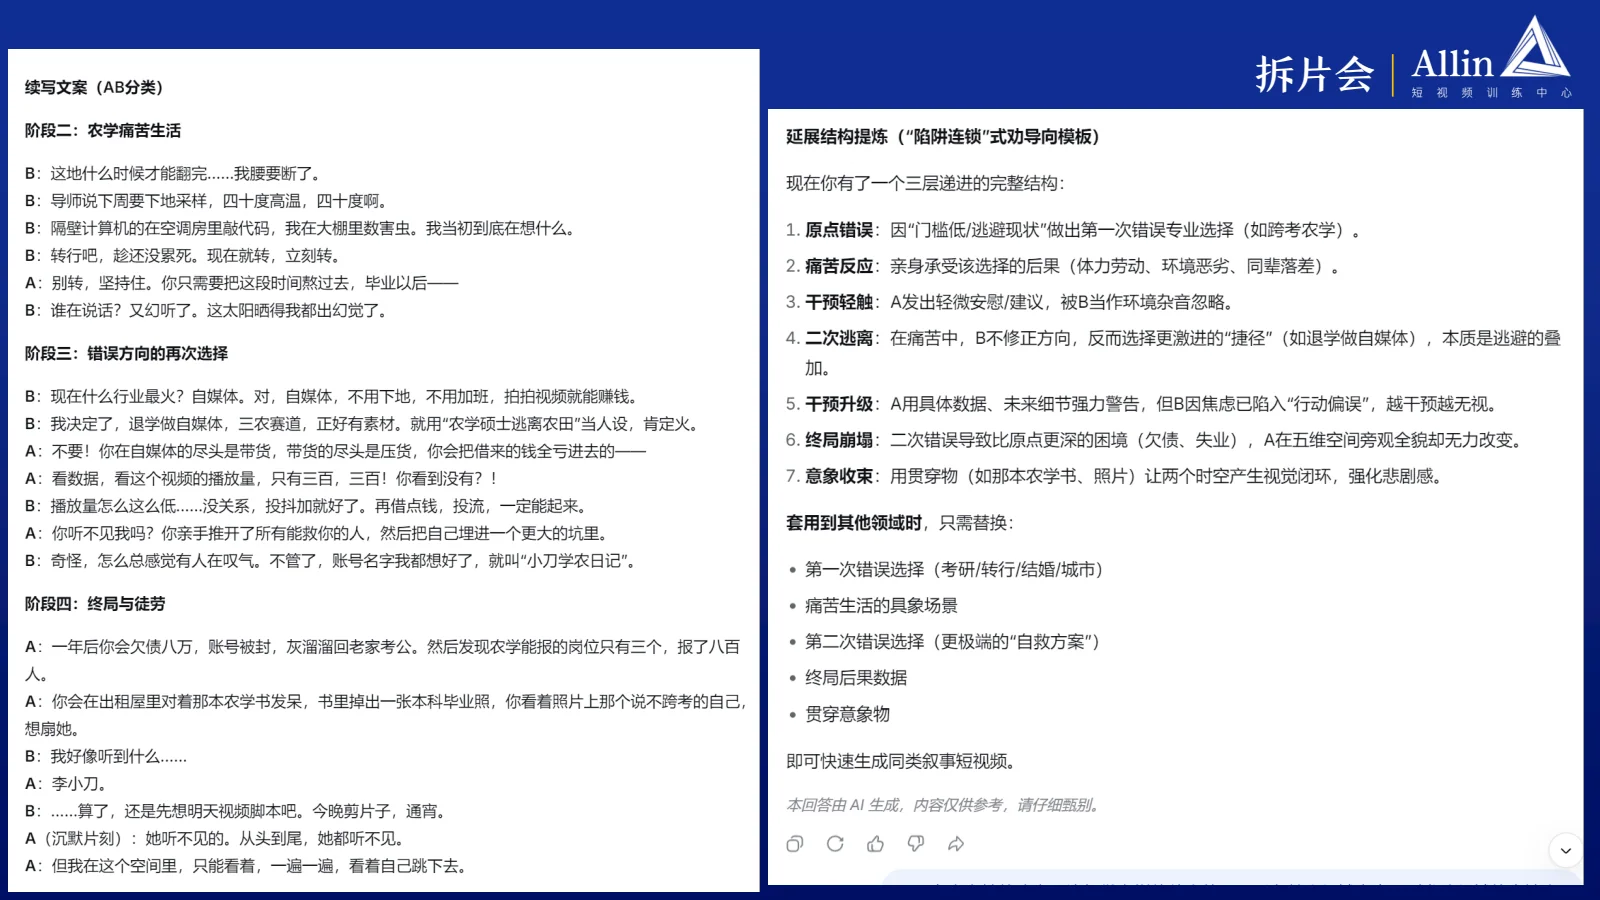 拆片会
Allin
短视频训练中心
续写文案（AB分类）
阶段二：农学痛苦生活
B：这地什么时候才能翻完……我腰要断了。
B：导师说下周要下地采样，四十度高温，四十度啊。
B：隔壁计算机的在空调房里敲代码，我在大棚里数害虫。我当初到底在想什么。
B：转行吧，趁还没累死。现在就转，立刻转。
A：别转，坚持住。你只需要把这段时间熬过去，毕业以后——
B：谁在说话？又幻听了。这太阳晒得我都出幻觉了。
阶段三：错误方向的再次选择
B：现在什么行业最火？自媒体。对，自媒体，不用下地，不用加班，拍拍视频就能赚钱。
B：我决定了，退学做自媒体，三农赛道，正好有素材。就用“农学硕士逃离农田”当人设，肯定火。
A：不要！你在自媒体的尽头是带货，带货的尽头是压货，你会把借来的钱全亏进去的——
A：看数据，看这个视频的播放量，只有三百，三百！你看到没有？！
B：播放量怎么这么低……没关系，投抖加就好了。再借点钱，投流，一定能起来。
A：你听不见我吗？你亲手推开了所有能救你的人，然后把自己埋进一个更大的坑里。
B：奇怪，怎么总感觉有人在叹气。不管了，账号名字我都想好了，就叫“小刀学农日记”。
阶段四：终局与徒劳
A：一年后你会欠债八万，账号被封，灰溜溜回老家考公。然后发现农学能报的岗位只有三个，报了八百
人。
A：你会在出租屋里对着那本农学书发呆，书里掉出一张本科毕业照，你看着照片上那个说不跨考的自己，
想扇她。
B：我好像听到什么……
A：李小刀。
B：……算了，还是先想明天视频脚本吧。今晚剪片子，通宵。
A（沉默片刻）：她听不见的。从头到尾，她都听不见。
A：但我在这个空间里，只能看着，一遍一遍，看着自己跳下去。
延展结构提炼（“陷阱连锁”式劝导向模板）
现在你有了一个三层递进的完整结构：
1. 原点错误：因“门槛低/逃避现状”做出第一次错误专业选择（如跨考农学）。
2. 痛苦反应：亲身承受该选择的后果（体力劳动、环境恶劣、同辈落差）。
3. 干预轻触：A发出轻微安慰/建议，被B当作环境杂音忽略。
4. 二次逃离：在痛苦中，B不修正方向，反而选择更激进的“捷径”（如退学做自媒体），本质是逃避的叠
加。
5. 干预升级：A用具体数据、未来细节强力警告，但B因焦虑已陷入“行动偏误”，越干预越无视。
6. 终局崩塌：二次错误导致比原点更深的困境（欠债、失业），A在五维空间旁观全貌却无力改变。
7. 意象收束：用贯穿物（如那本农学书、照片）让两个时空产生视觉闭环，强化悲剧感。
套用到其他领域时，只需替换：
• 第一次错误选择（考研/转行/结婚/城市）
• 痛苦生活的具象场景
• 第二次错误选择（更极端的“自救方案”）
• 终局后果数据
• 贯穿意象物
即可快速生成同类叙事短视频。
本回答由 AI 生成，内容仅供参考，请仔细甄别。